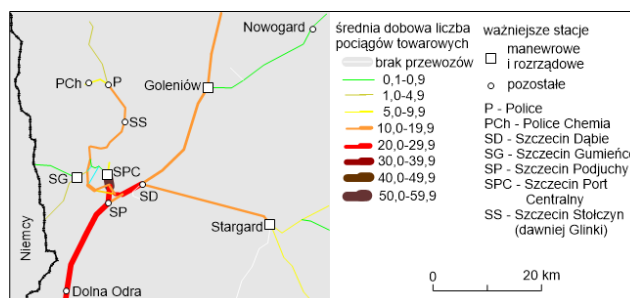 Nowogard
Goleniów
PCh
P
SS
SG
SPC
SP
SD
Stargard
Niemcy
Dolna Odra
średnia dobowa liczba
pociągów towarowych
brak przewozów
0,1-0,9
1,0-4,9
5,0-9,9
10,0-19,9
20,0-29,9
30,0-39,9
40,0-49,9
50,0-59,9
ważniejsze stacje
manewrowe
i rozrządowe
pozostałe
P - Police
PCh - Police Chemia
SD - Szczecin Dąbie
SG - Szczecin Gumieńce
SP - Szczecin Podjuchy
SPC - Szczecin Port
Centralny
SS - Szczecin Stołczyn
(dawniej Glinki)
0
20 km